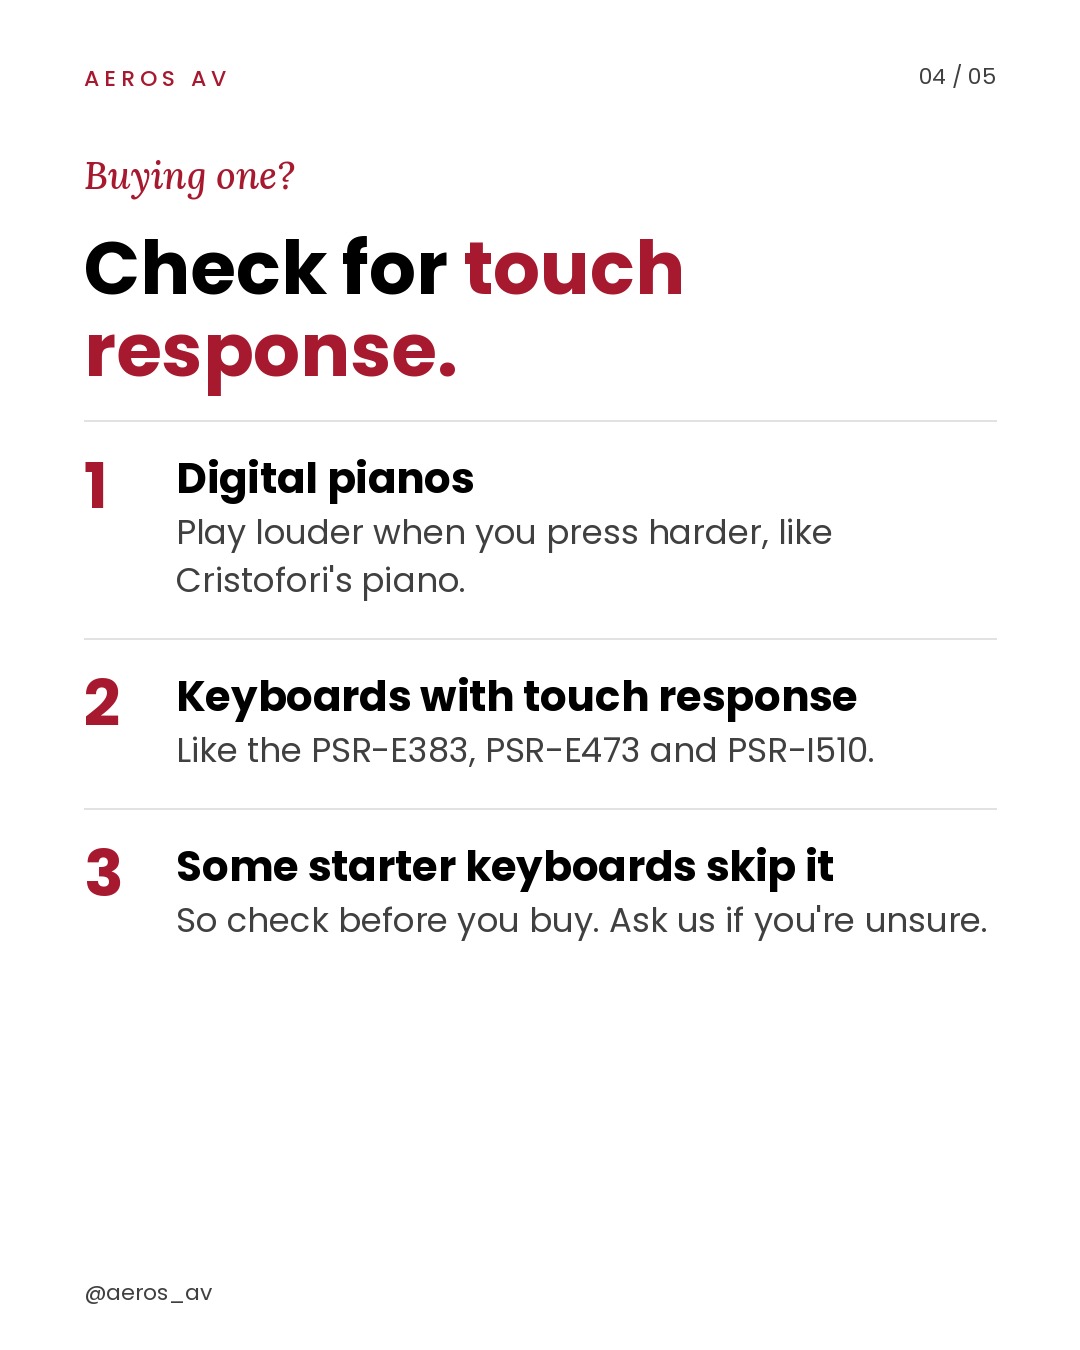 AEROS AV
04 / 05
Buying one?
Check for touch
response.
1
Digital pianos
Play louder when you press harder, like
Cristofori's piano.
2
Keyboards with touch response
Like the PSR-E383, PSR-E473 and PSR-I510.
3
Some starter keyboards skip it
So check before you buy. Ask us if you're unsure.
@aeros_av